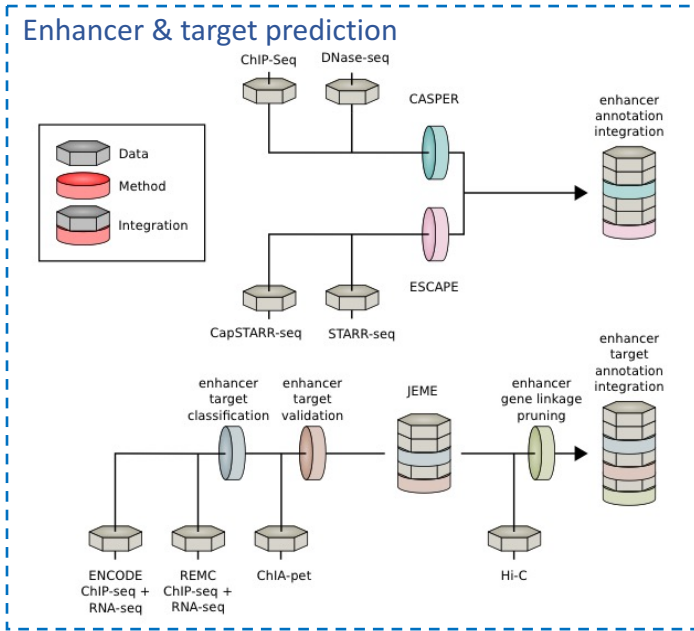 Enhancer & target prediction
ChIP-Seq
DNase-seq
CASPER
enhancer
annotation
integration
Data
Method
Integration
ESCAPE
CapSTARR-seq
STARR-seq
enhancer
target
classification
enhancer
target
validation
JEME
enhancer
gene linkage
pruning
enhancer
target
annotation
integration
ENCODE
ChIP-seq +
RNA-seq
REMC
ChIP-seq +
RNA-seq
ChIA-pet
Hi-C